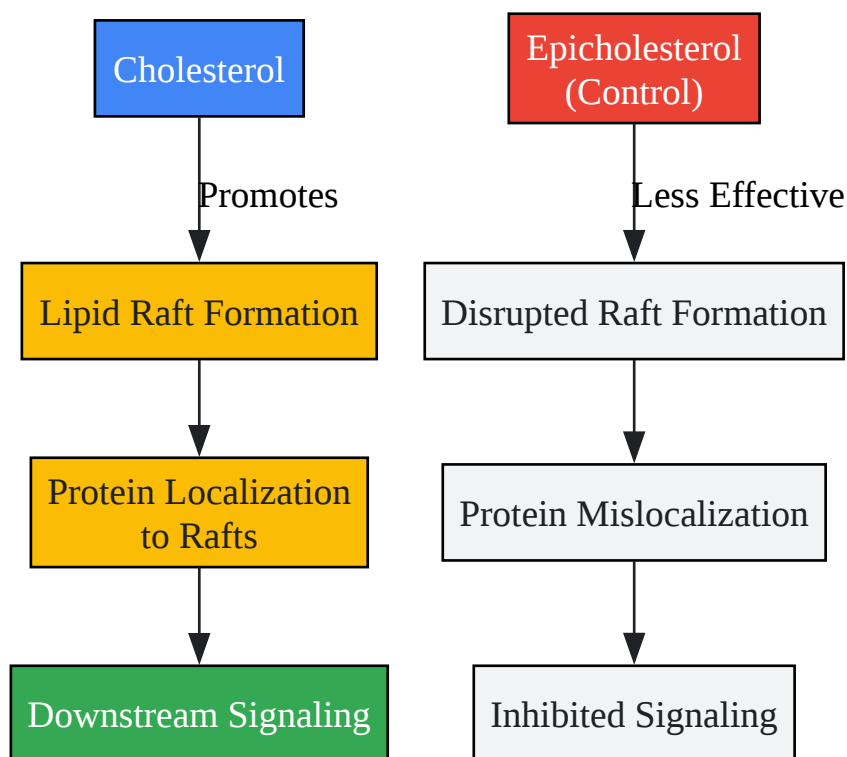 Cholesterol
Promotes
Lipid Raft Formation
Protein Localization
to Rafts
Downstream Signaling
Epicholesterol
(Control)
Less Effective
Disrupted Raft Formation
Protein Mislocalization
Inhibited Signaling